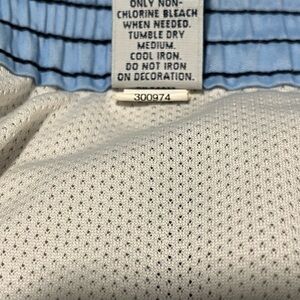 ONLY NON-
CHLORINE BLEACH
WHEN NEEDED.
TUMBLE DRY
MEDIUM.
COOL IRON.
DO NOT IRON
ON DECORATION.
300974